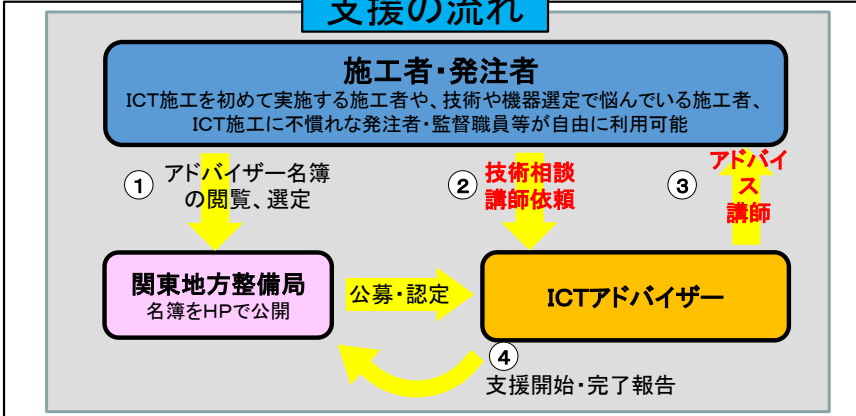 支援の流れ
施工者・発注者
ICT施工を初めて実施する施工者や、技術や機器選定で悩んでいる施工者、
ICT施工に不慣れな発注者・監督職員等が自由に利用可能
①
アドバイザー名簿
の閲覧、選定
②
技術相談
講師依頼
③
アドバイ
ス
講師
関東地方整備局
名簿をHPで公開
公募・認定
ICTアドバイザー
④
支援開始・完了報告